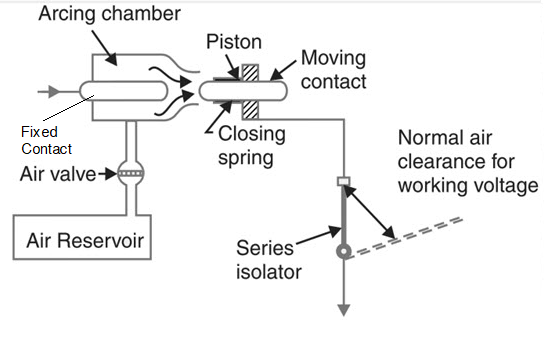 Arcing chamber
Piston
Moving
contact
Fixed
Contact
Closing
spring
Air valve
Normal air
clearance for
working voltage
Air Reservoir
Series
isolator